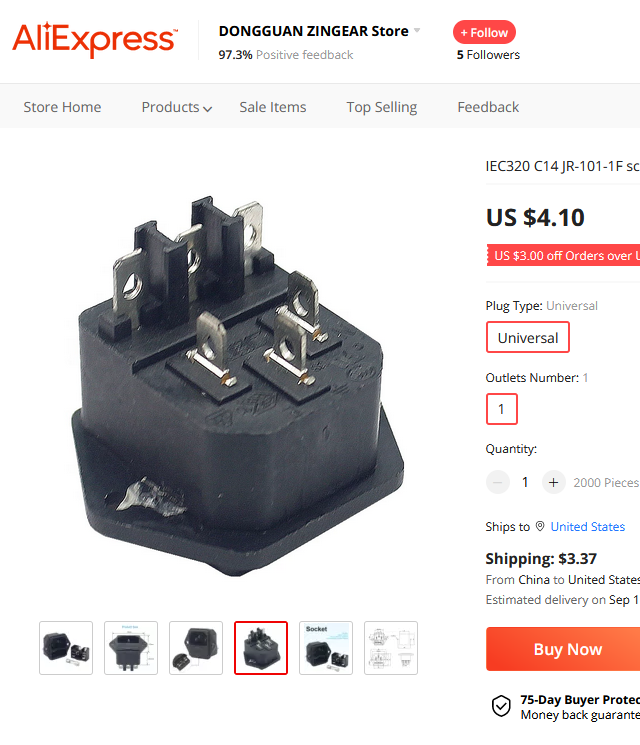 AliExpress™
DONGGUAN ZINGEAR Store
97.3% Positive feedback
+ Follow
5 Followers
Store Home
Products
Sale Items
Top Selling
Feedback
IEC320 C14 JR-101-1F sc
US $4.10
US $3.00 off Orders over U
Plug Type: Universal
Universal
Outlets Number: 1
1
Quantity:
− 1 + 2000 Pieces
Ships to United States
Shipping: $3.37
From China to United States
Estimated delivery on Sep 1
Buy Now
75-Day Buyer Protec
Money back guarante
Socket